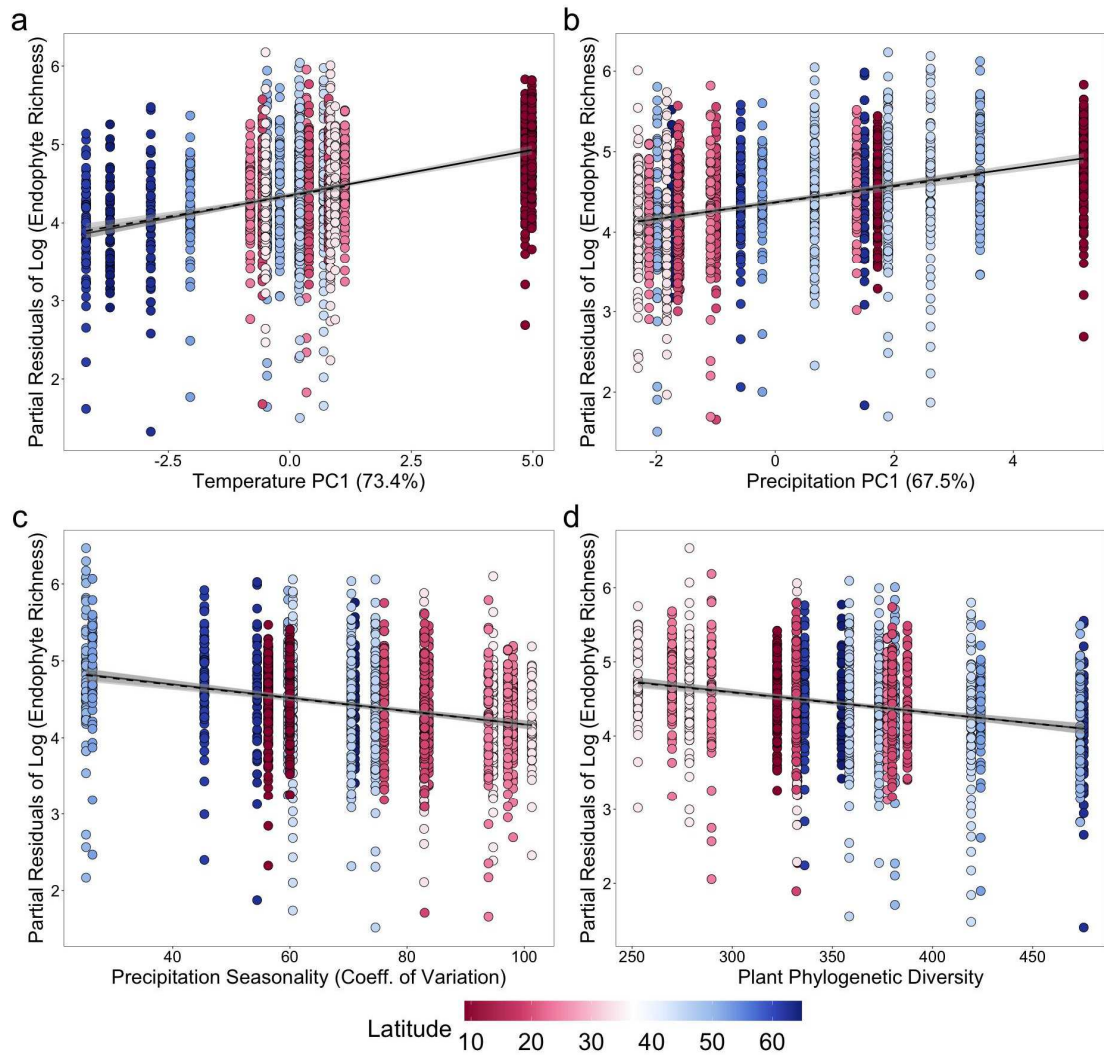 a
b
Partial Residuals of Log (Endophyte Richness)
6
5
4
3
2
-2.5
0.0
2.5
5.0
Temperature PC1 (73.4%)
Partial Residuals of Log (Endophyte Richness)
6
5
4
3
2
-2
0
2
4
Precipitation PC1 (67.5%)
c
d
Partial Residuals of Log (Endophyte Richness)
6
5
4
3
2
40
60
80
100
Precipitation Seasonality (Coeff. of Variation)
Partial Residuals of Log (Endophyte Richness)
6
5
4
3
2
250
300
350
400
450
Plant Phylogenetic Diversity
Latitude
10 20 30 40 50 60